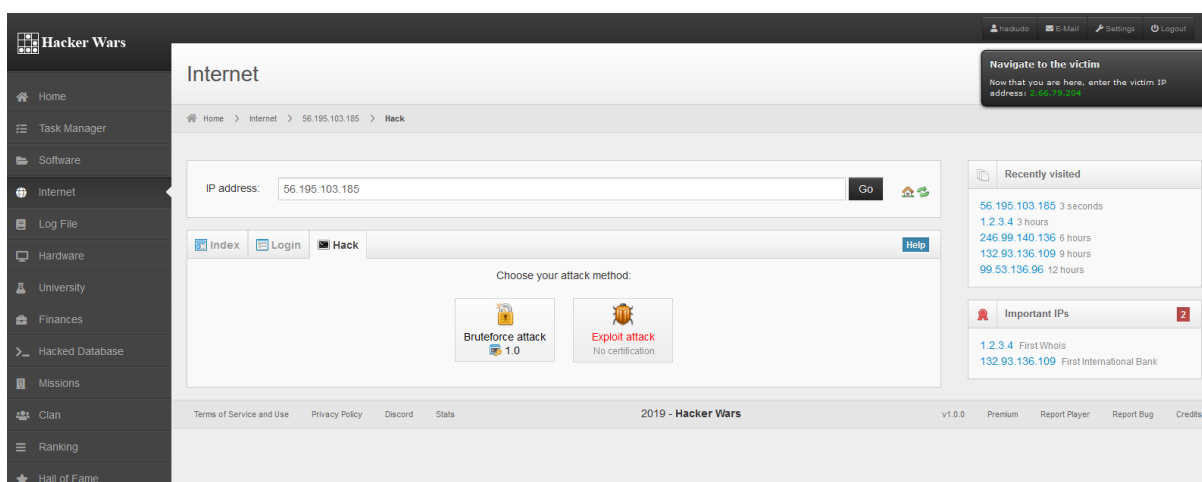 Hacker Wars
hackudo E-Mail Settings Logout
Home
Task Manager
Software
Internet
Log File
Hardware
University
Finances
Hacked Database
Missions
Clan
Ranking
Hall of Fame
Internet
Navigate to the victim
Now that you are here, enter the victim IP
address: 2.66.79.204
Home > Internet > 56.195.103.185 > Hack
IP address: 56.195.103.185 Go
Index Login Hack Help
Choose your attack method:
Bruteforce attack
1.0
Exploit attack
No certification.
Recently visited
56.195.103.185 3 seconds
1.2.3.4 3 hours
246.99.140.136 6 hours
132.93.136.109 9 hours
99.53.136.96 12 hours
Important IPs 2
1.2.3.4 First Whois
132.93.136.109 First International Bank
Terms of Service and Use Privacy Policy Discord Stats 2019 - Hacker Wars v1.0.0 Premium Report Player Report Bug Credits